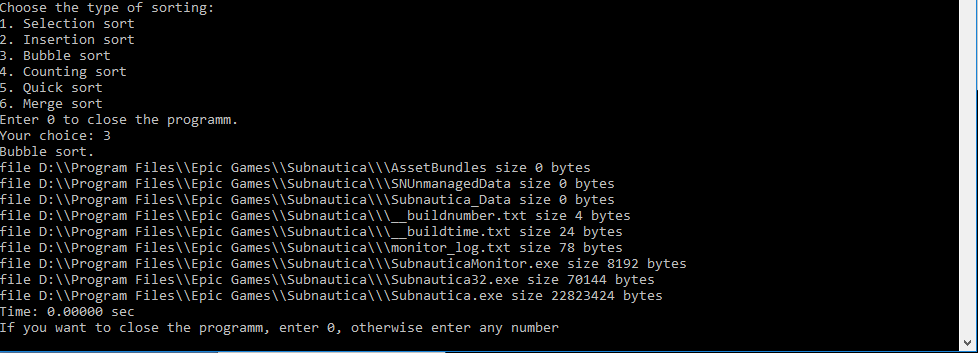 Choose the type of sorting:
1. Selection sort
2. Insertion sort
3. Bubble sort
4. Counting sort
5. Quick sort
6. Merge sort
Enter 0 to close the programm.
Your choice: 3
Bubble sort.
file D:\\Program Files\\Epic Games\\Subnautica\\\AssetBundles size 0 bytes
file D:\\Program Files\\Epic Games\\Subnautica\\\SNUnmanagedData size 0 bytes
file D:\\Program Files\\Epic Games\\Subnautica\\\Subnautica_Data size 0 bytes
file D:\\Program Files\\Epic Games\\Subnautica\\\__buildnumber.txt size 4 bytes
file D:\\Program Files\\Epic Games\\Subnautica\\\__buildtime.txt size 24 bytes
file D:\\Program Files\\Epic Games\\Subnautica\\\monitor_log.txt size 78 bytes
file D:\\Program Files\\Epic Games\\Subnautica\\\SubnauticaMonitor.exe size 8192 bytes
file D:\\Program Files\\Epic Games\\Subnautica\\\Subnautica32.exe size 70144 bytes
file D:\\Program Files\\Epic Games\\Subnautica\\\Subnautica.exe size 22823424 bytes
Time: 0.00000 sec
If you want to close the programm, enter 0, otherwise enter any number